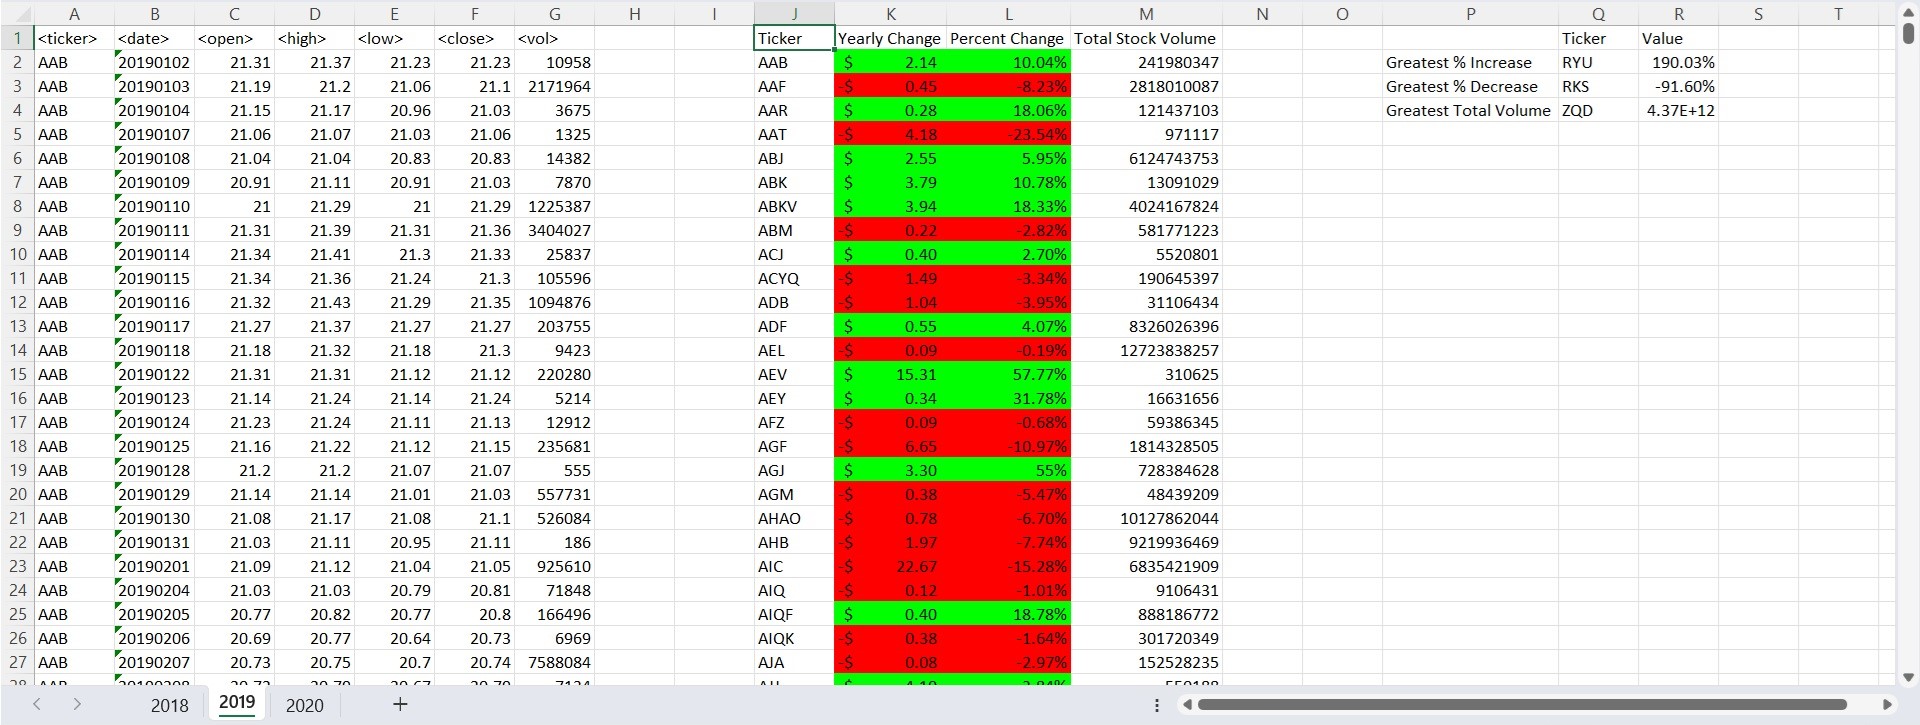 A B C D E F G H I J K L M N O P Q R S T
1 <ticker> <date> <open> <high> <low> <close> <vol> Ticker Yearly Change Percent Change Total Stock Volume Ticker Value
2 AAB 20190102 21.31 21.37 21.23 21.23 10958 AAB $ 2.14 10.04% 241980347 Greatest % Increase RYU 190.03%
3 AAB 20190103 21.19 21.2 21.06 21.1 2171964 AAF -$ 0.45 -8.23% 2818010087 Greatest % Decrease RKS -91.60%
4 AAB 20190104 21.15 21.17 20.96 21.03 3675 AAR $ 0.28 18.06% 121437103 Greatest Total Volume ZQD 4.37E+12
5 AAB 20190107 21.06 21.07 21.03 21.06 1325 AAT -$ 4.18 -23.54% 971117
6 AAB 20190108 21.04 21.04 20.83 20.83 14382 ABJ $ 2.55 5.95% 6124743753
7 AAB 20190109 20.91 21.11 20.91 21.03 7870 ABK $ 3.79 10.78% 13091029
8 AAB 20190110 21 21.29 21 21.29 1225387 ABKV $ 3.94 18.33% 4024167824
9 AAB 20190111 21.31 21.39 21.31 21.36 3404027 ABM -$ 0.22 -2.82% 581771223
10 AAB 20190114 21.34 21.41 21.3 21.33 25837 ACJ $ 0.40 2.70% 5520801
11 AAB 20190115 21.34 21.36 21.24 21.3 105596 ACYQ -$ 1.49 -3.34% 190645397
12 AAB 20190116 21.32 21.43 21.29 21.35 1094876 ADB -$ 1.04 -3.95% 31106434
13 AAB 20190117 21.27 21.37 21.27 21.27 203755 ADF $ 0.55 4.07% 8326026396
14 AAB 20190118 21.18 21.32 21.18 21.3 9423 AEL -$ 0.09 -0.19% 12723838257
15 AAB 20190122 21.31 21.31 21.12 21.12 220280 AEV $ 15.31 57.77% 310625
16 AAB 20190123 21.14 21.24 21.14 21.24 5214 AEY $ 0.34 31.78% 16631656
17 AAB 20190124 21.23 21.24 21.11 21.13 12912 AFZ -$ 0.09 -0.68% 59386345
18 AAB 20190125 21.16 21.22 21.12 21.15 235681 AGF -$ 6.65 -10.97% 1814328505
19 AAB 20190128 21.2 21.2 21.07 21.07 555 AGJ $ 3.30 55% 728384628
20 AAB 20190129 21.14 21.14 21.01 21.03 557731 AGM -$ 0.38 -5.47% 48439209
21 AAB 20190130 21.08 21.17 21.08 21.1 526084 AHAO -$ 0.78 -6.70% 10127862044
22 AAB 20190131 21.03 21.11 20.95 21.11 186 AHB -$ 1.97 -7.74% 9219936469
23 AAB 20190201 21.09 21.12 21.04 21.05 925610 AIC -$ 22.67 -15.28% 6835421909
24 AAB 20190204 21.03 21.03 20.79 20.81 71848 AIQ -$ 0.12 -1.01% 9106431
25 AAB 20190205 20.77 20.82 20.77 20.8 166496 AIQF $ 0.40 18.78% 888186772
26 AAB 20190206 20.69 20.77 20.64 20.73 6969 AIQK -$ 0.38 -1.64% 301720349
27 AAB 20190207 20.73 20.75 20.7 20.74 7588084 AJA -$ 0.08 -2.97% 152528235
2018 2019 2020 +